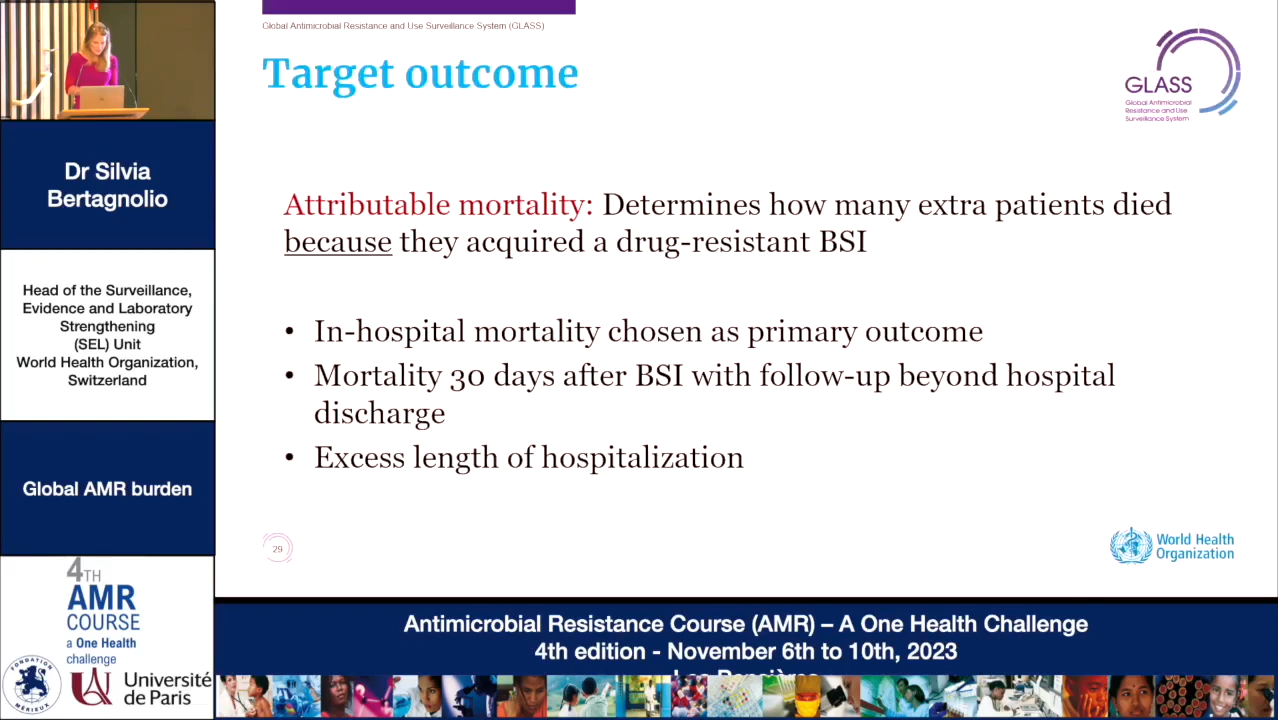 Global Antimicrobial Resistance and Use Surveillance System (GLASS)
Target outcome
GLASS
Global Antimicrobial
Resistance and Use
Surveillance System
Dr Silvia
Bertagnolio
Head of the Surveillance,
Evidence and Laboratory
Strengthening
(SEL) Unit
World Health Organization,
Switzerland
Global AMR burden
4TH
AMR
COURSE
a One Health
challenge
FONDATION
MÉRIEUX
Université
de Paris
Attributable mortality: Determines how many extra patients died
because they acquired a drug-resistant BSI
• In-hospital mortality chosen as primary outcome
• Mortality 30 days after BSI with follow-up beyond hospital
discharge
• Excess length of hospitalization
29
World Health
Organization
Antimicrobial Resistance Course (AMR) – A One Health Challenge
4th edition - November 6th to 10th, 2023